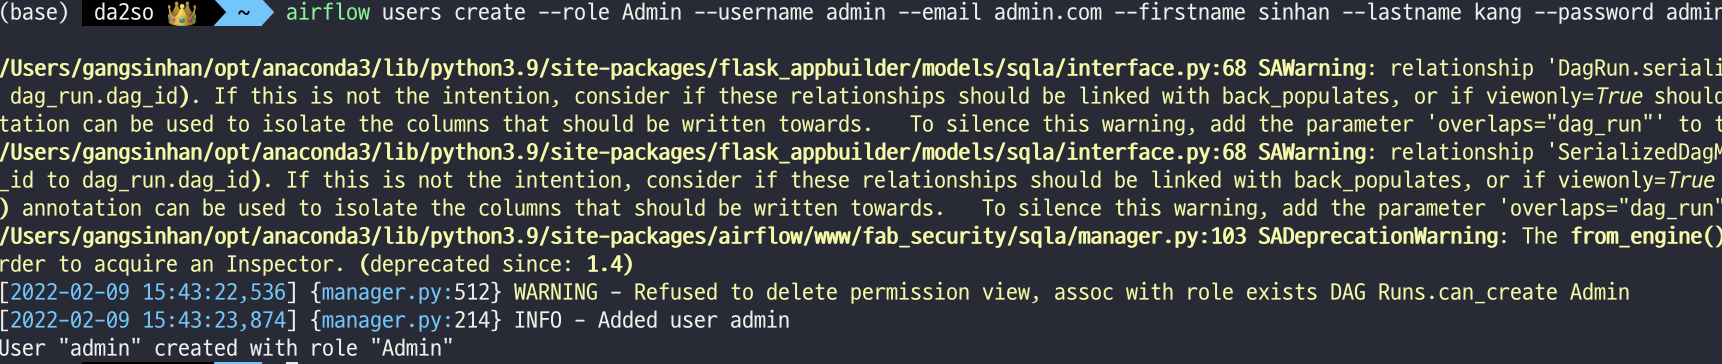 (base) da2so 👑 ~ airflow users create --role Admin --username admin --email admin.com --firstname sinhan --lastname kang --password admin
/Users/gangsinhan/opt/anaconda3/lib/python3.9/site-packages/flask_appbuilder/models/sqla/interface.py:68 SAWarning: relationship 'DagRun.seriali
dag_run.dag_id). If this is not the intention, consider if these relationships should be linked with back_populates, or if viewonly=True should
tation can be used to isolate the columns that should be written towards.   To silence this warning, add the parameter 'overlaps="dag_run"' to t
/Users/gangsinhan/opt/anaconda3/lib/python3.9/site-packages/flask_appbuilder/models/sqla/interface.py:68 SAWarning: relationship 'SerializedDagM
_id to dag_run.dag_id). If this is not the intention, consider if these relationships should be linked with back_populates, or if viewonly=True
) annotation can be used to isolate the columns that should be written towards.   To silence this warning, add the parameter 'overlaps="dag_run"
/Users/gangsinhan/opt/anaconda3/lib/python3.9/site-packages/airflow/www/fab_security/sqla/manager.py:103 SADeprecationWarning: The from_engine()
rder to acquire an Inspector. (deprecated since: 1.4)
[2022-02-09 15:43:22,536] {manager.py:512} WARNING - Refused to delete permission view, assoc with role exists DAG Runs.can_create Admin
[2022-02-09 15:43:23,874] {manager.py:214} INFO - Added user admin
User "admin" created with role "Admin"